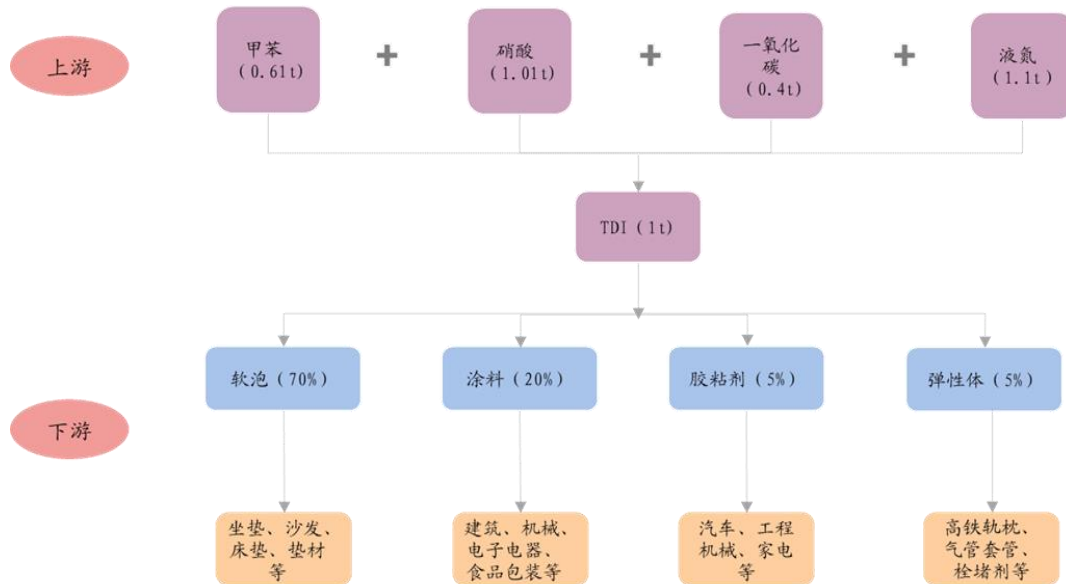 上游
甲苯
(0.61t)
+
硝酸
(1.01t)
+
一氧化
碳
(0.4t)
+
液氮
(1.1t)
TDI(1t)
软泡(70%)
涂料(20%)
胶粘剂(5%)
弹性体(5%)
下游
坐垫、沙发、
床垫、垫材
等
建筑、机械、
电子电器、
食品包装等
汽车、工程
机械、家电
等
高铁轨枕、
气管套管、
栓堵剂等